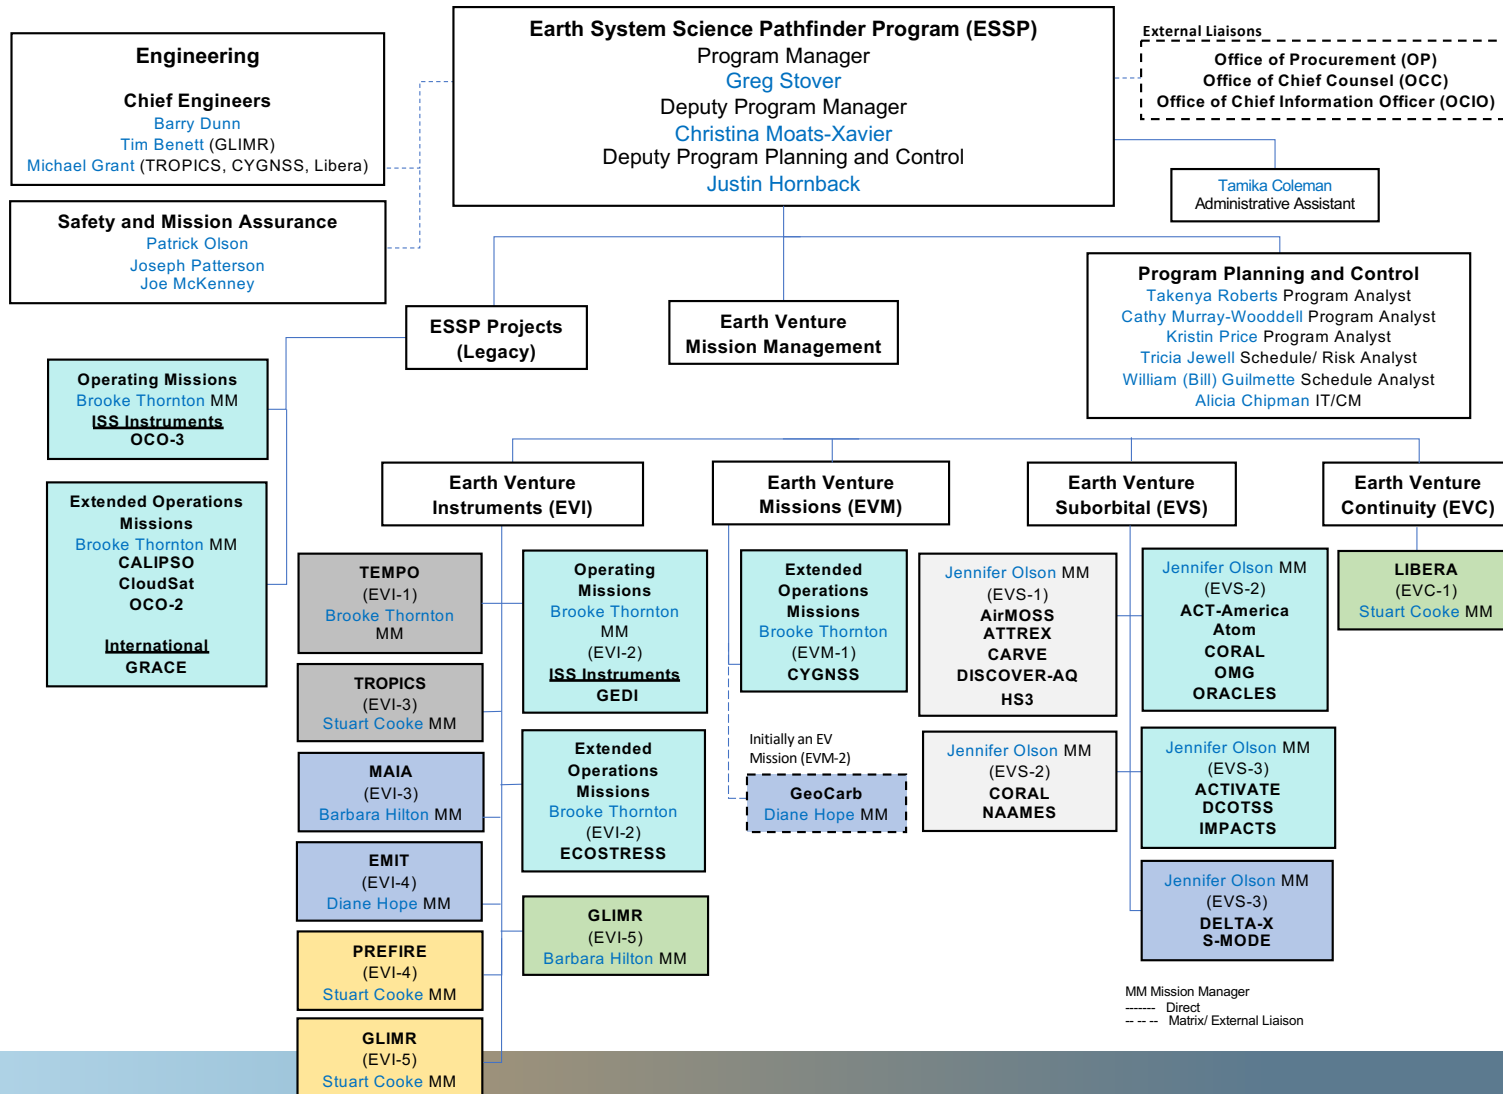 Engineering
Chief Engineers
Barry Dunn
Tim Benett (GLIMR)
Michael Grant (TROPICS, CYGNSS, Libera)
Safety and Mission Assurance
Patrick Olson
Joseph Patterson
Joe McKenney
Earth System Science Pathfinder Program (ESSP)
Program Manager
Greg Stover
Deputy Program Manager
Christina Moats-Xavier
Deputy Program Planning and Control
Justin Hornback
External Liaisons
Office of Procurement (OP)
Office of Chief Counsel (OCC)
Office of Chief Information Officer (OCIO)
Tamika Coleman
Administrative Assistant
ESSP Projects
(Legacy)
Earth Venture
Mission Management
Program Planning and Control
Takenya Roberts Program Analyst
Cathy Murray-Wooddell Program Analyst
Kristin Price Program Analyst
Tricia Jewell Schedule/ Risk Analyst
William (Bill) Guilmette Schedule Analyst
Alicia Chipman IT/CM
Operating Missions
Brooke Thornton MM
ISS Instruments
OCO-3
Extended Operations
Missions
Brooke Thornton MM
CALIPSO
CloudSat
OCO-2
International
GRACE
Earth Venture
Instruments (EVI)
TEMPO
(EVI-1)
Brooke Thornton
MM
TROPICS
(EVI-3)
Stuart Cooke MM
MAIA
(EVI-3)
Barbara Hilton MM
EMIT
(EVI-4)
Diane Hope MM
PREFIRE
(EVI-4)
Stuart Cooke MM
GLIMR
(EVI-5)
Stuart Cooke MM
Operating
Missions
Brooke Thornton
MM
(EVI-2)
ISS Instruments
GEDI
Extended
Operations
Missions
Brooke Thornton
(EVI-2)
ECOSTRESS
GLIMR
(EVI-5)
Barbara Hilton MM
Earth Venture
Missions (EVM)
Extended
Operations
Missions
Brooke Thornton
(EVM-1)
CYGNSS
Initially an EV
Mission (EVM-2)
GeoCarb
Diane Hope MM
Earth Venture
Suborbital (EVS)
Jennifer Olson MM
(EVS-1)
AirMOSS
ATTREX
CARVE
DISCOVER-AQ
HS3
Jennifer Olson MM
(EVS-2)
CORAL
NAAMES
Jennifer Olson MM
(EVS-2)
ACT-America
Atom
CORAL
OMG
ORACLES
Jennifer Olson MM
(EVS-3)
ACTIVATE
DCOTSS
IMPACTS
Jennifer Olson MM
(EVS-3)
DELTA-X
S-MODE
Earth Venture
Continuity (EVC)
LIBERA
(EVC-1)
Stuart Cooke MM
MM Mission Manager
------- Direct
-- -- -- Matrix/ External Liaison